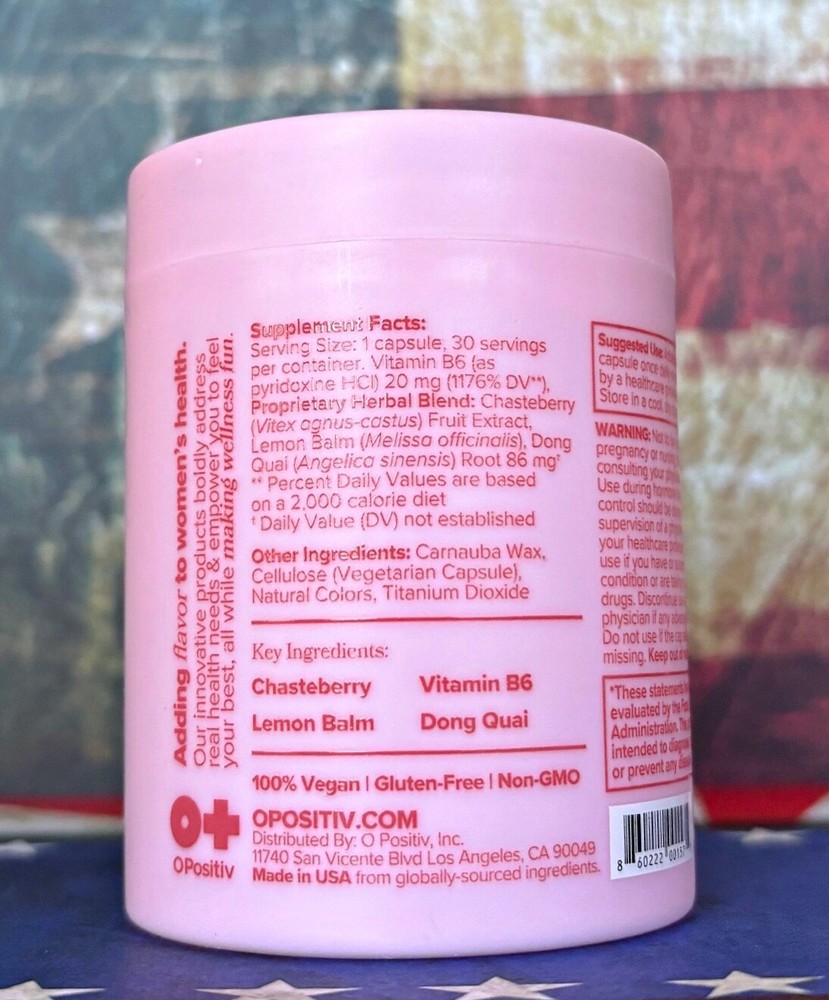 Adding flavor to women's health.
Our innovative products boldly address
real health needs & empower you to feel
your best, all while making wellness fun.
Supplement Facts:
Serving Size: 1 capsule, 30 servings
per container. Vitamin B6 (as
pyridoxine HCl) 20 mg (1176% DV**),
Proprietary Herbal Blend: Chasteberry
(Vitex agnus-castus) Fruit Extract,
Lemon Balm (Melissa officinalis), Dong
Quai (Angelica sinensis) Root 86 mg†
** Percent Daily Values are based
on a 2,000 calorie diet
† Daily Value (DV) not established
Other Ingredients: Carnauba Wax,
Cellulose (Vegetarian Capsule),
Natural Colors, Titanium Dioxide
Key Ingredients:
Chasteberry Vitamin B6
Lemon Balm Dong Quai
100% Vegan | Gluten-Free | Non-GMO
O+
OPositiv
OPOSITIV.COM
Distributed By: O Positiv, Inc.
11740 San Vicente Blvd Los Angeles, CA 90049
Made in USA from globally-sourced ingredients.
Suggested Use:
capsule once
by a healthcare
Store in a cool,
WARNING: Not
pregnancy or
consulting your
Use during
control should be
supervision of a
your healthcare
use if you have
condition or are
drugs. Discontinue
physician if any
Do not use if the
missing. Keep out
*These statements
evaluated by the
Administration.
intended to
or prevent any
8 60222 00157